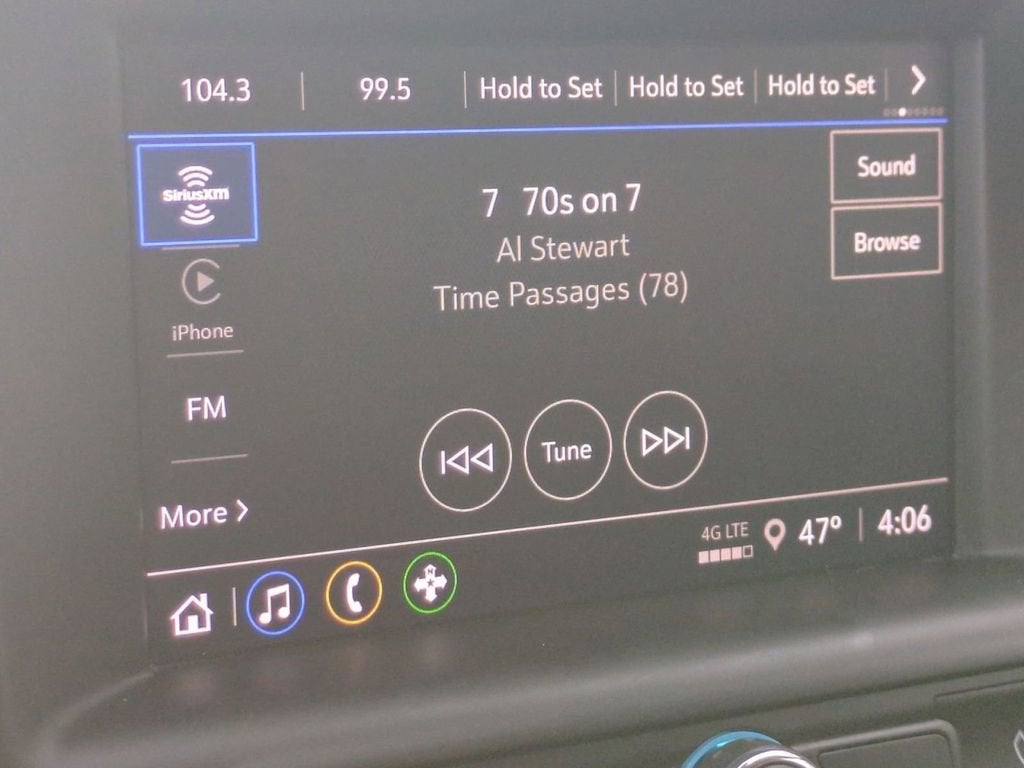 104.3 99.5 Hold to Set Hold to Set Hold to Set
SiriusXM
7 70s on 7
Al Stewart
Time Passages (78)
Sound
Browse
iPhone
FM
Tune
More
4G LTE 47° 4:06
N